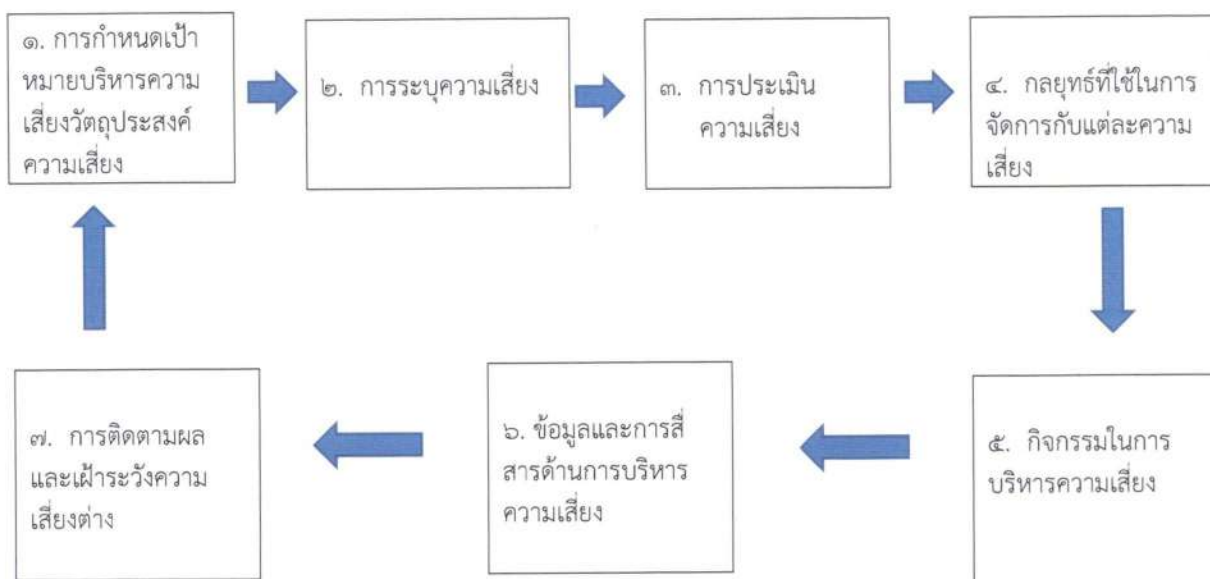 ๑. การกำหนดเป้า
หมายบริหารความ
เสี่ยงวัตถุประสงค์
ความเสี่ยง
๒. การระบุความเสี่ยง
๓. การประเมิน
ความเสี่ยง
๔. กลยุทธ์ที่ใช้ในการ
จัดการกับแต่ละความ
เสี่ยง
๕. กิจกรรมในการ
บริหารความเสี่ยง
๖. ข้อมูลและการสื่
สารด้านการบริหาร
ความเสี่ยง
๗. การติดตามผล
และเฝ้าระวังความ
เสี่ยงต่าง